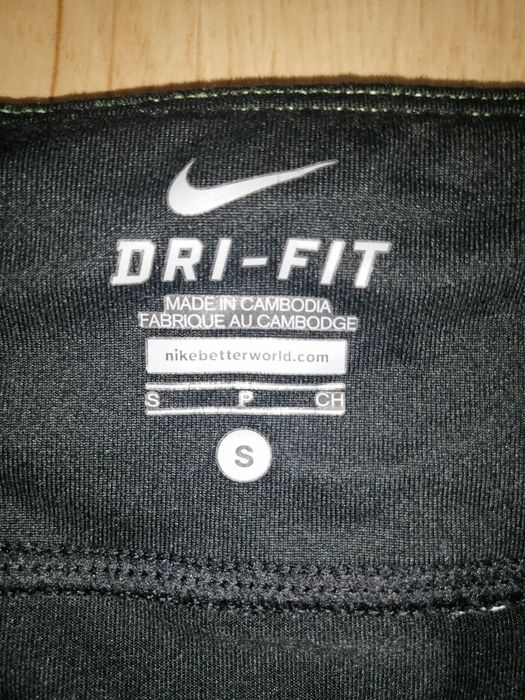 DRI-FIT
MADE IN CAMBODIA
FABRIQUE AU CAMBODGE
nikebetterworld.com
S P CH
S